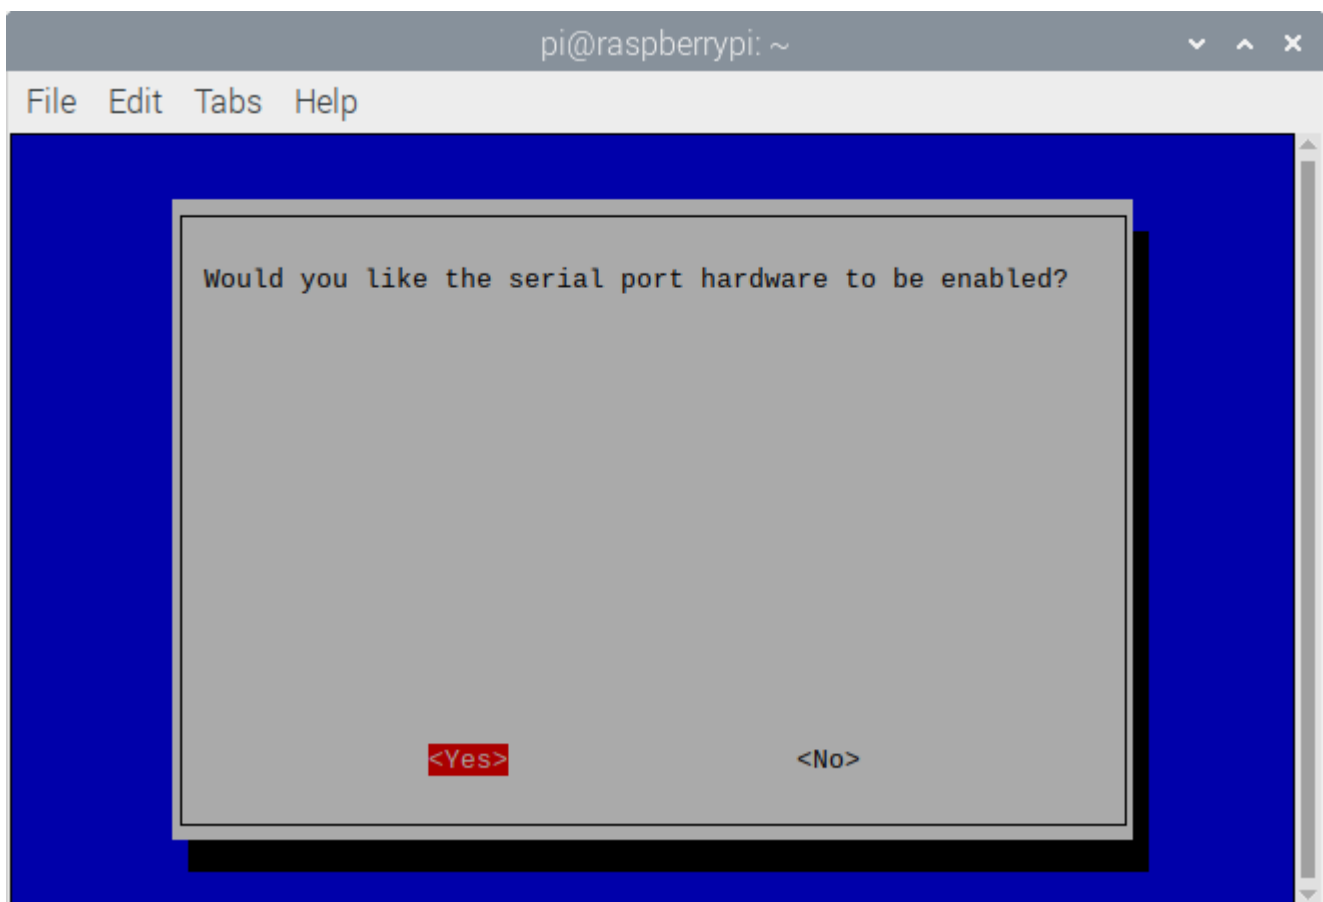 pi@raspberrypi: ~
File Edit Tabs Help
Would you like the serial port hardware to be enabled?
<Yes> <No>